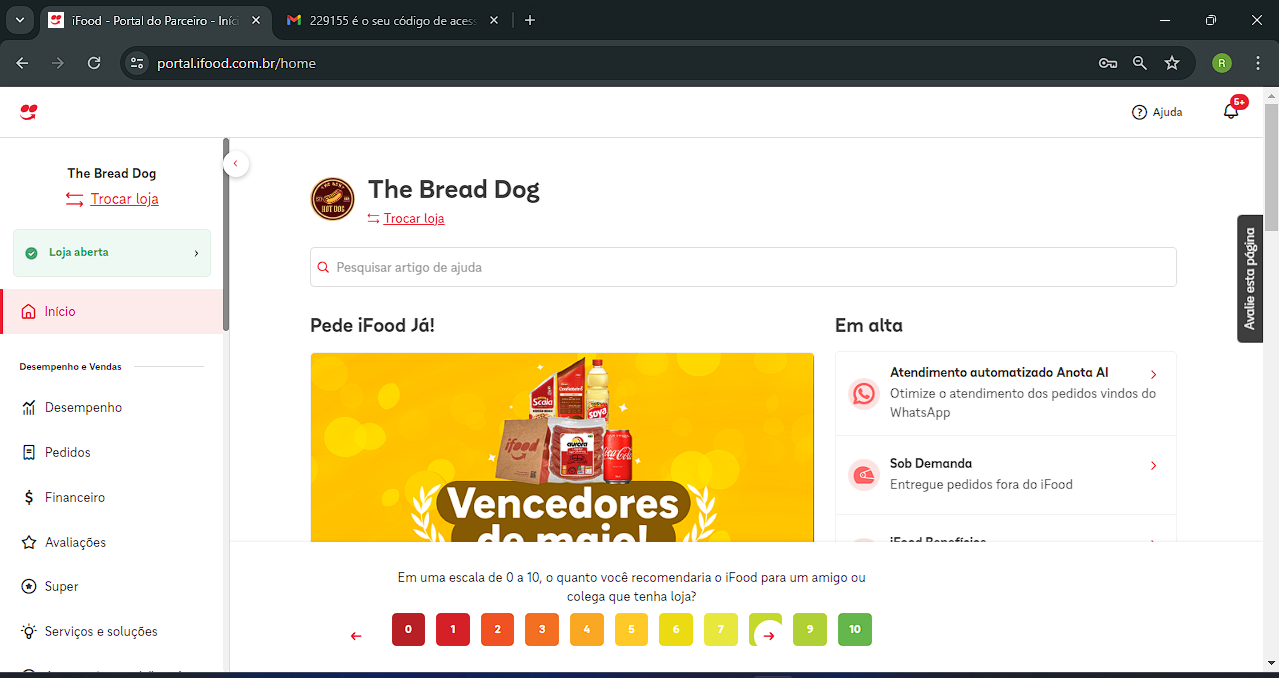 iFood - Portal do Parceiro - Iníci
229155 é o seu código de acess
portal.ifood.com.br/home
R
Ajuda
6+
The Bread Dog
Trocar loja
Loja aberta
Início
Desempenho e Vendas
Desempenho
Pedidos
Financeiro
Avaliações
Super
Serviços e soluções
HOT DOG
The Bread Dog
Trocar loja
Pesquisar artigo de ajuda
Pede iFood Já!
Scala
ifood
aurora
Soya
Coca-Cola
Vencedores
de maio!
Em alta
Atendimento automatizado Anota AI
Otimize o atendimento dos pedidos vindos do
WhatsApp
Sob Demanda
Entregue pedidos fora do iFood
iFood Benefícios
Avalie esta página
Em uma escala de 0 a 10, o quanto você recomendaria o iFood para um amigo ou
colega que tenha loja?
0 1 2 3 4 5 6 7 9 10